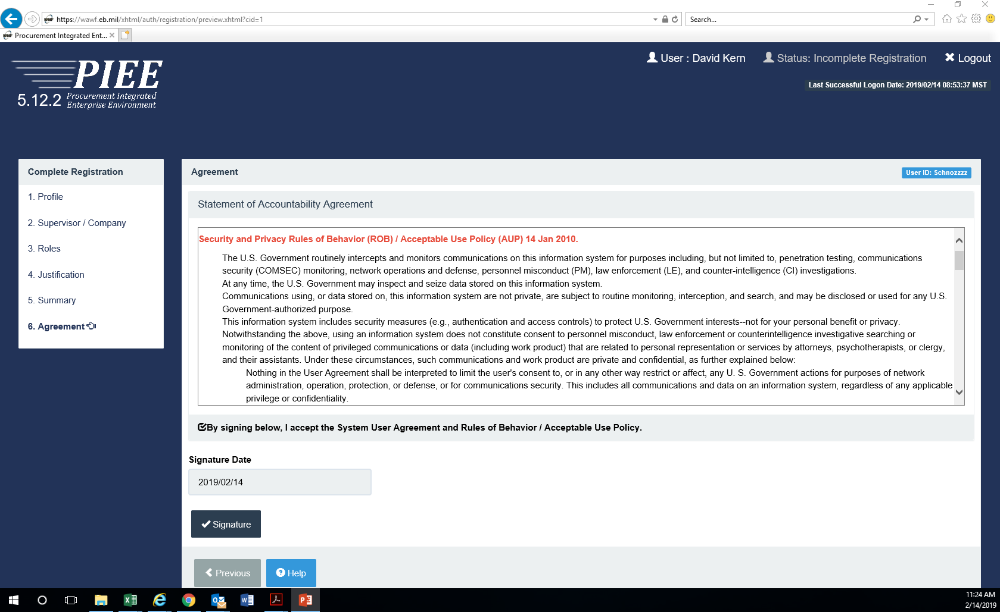 https://wawf.eb.mil/xhtml/auth/registration/preview.xhtml?cid=1
Search...
Procurement Integrated Ent...
User : David Kern
Status: Incomplete Registration
Logout
PIEE
5.12.2
Procurement Integrated
Enterprise Environment
Last Successful Logon Date: 2019/02/14 08:53:37 MST
Complete Registration
1. Profile
2. Supervisor / Company
3. Roles
4. Justification
5. Summary
6. Agreement
Agreement
User ID: Schnozzzz
Statement of Accountability Agreement
Security and Privacy Rules of Behavior (ROB) / Acceptable Use Policy (AUP) 14 Jan 2010.
The U.S. Government routinely intercepts and monitors communications on this information system for purposes including, but not limited to, penetration testing, communications
security (COMSEC) monitoring, network operations and defense, personnel misconduct (PM), law enforcement (LE), and counter-intelligence (CI) investigations.
At any time, the U.S. Government may inspect and seize data stored on this information system.
Communications using, or data stored on, this information system are not private, are subject to routine monitoring, interception, and search, and may be disclosed or used for any U.S.
Government-authorized purpose.
This information system includes security measures (e.g., authentication and access controls) to protect U.S. Government interests--not for your personal benefit or privacy.
Notwithstanding the above, using an information system does not constitute consent to personnel misconduct, law enforcement or counterintelligence investigative searching or
monitoring of the content of privileged communications or data (including work product) that are related to personal representation or services by attorneys, psychotherapists, or clergy,
and their assistants. Under these circumstances, such communications and work product are private and confidential, as further explained below:
Nothing in the User Agreement shall be interpreted to limit the user's consent to, or in any other way restrict or affect, any U. S. Government actions for purposes of network
administration, operation, protection, or defense, or for communications security. This includes all communications and data on an information system, regardless of any applicable
privilege or confidentiality.
By signing below, I accept the System User Agreement and Rules of Behavior / Acceptable Use Policy.
Signature Date
2019/02/14
Signature
Previous
Help
11:24 AM
2/14/2019